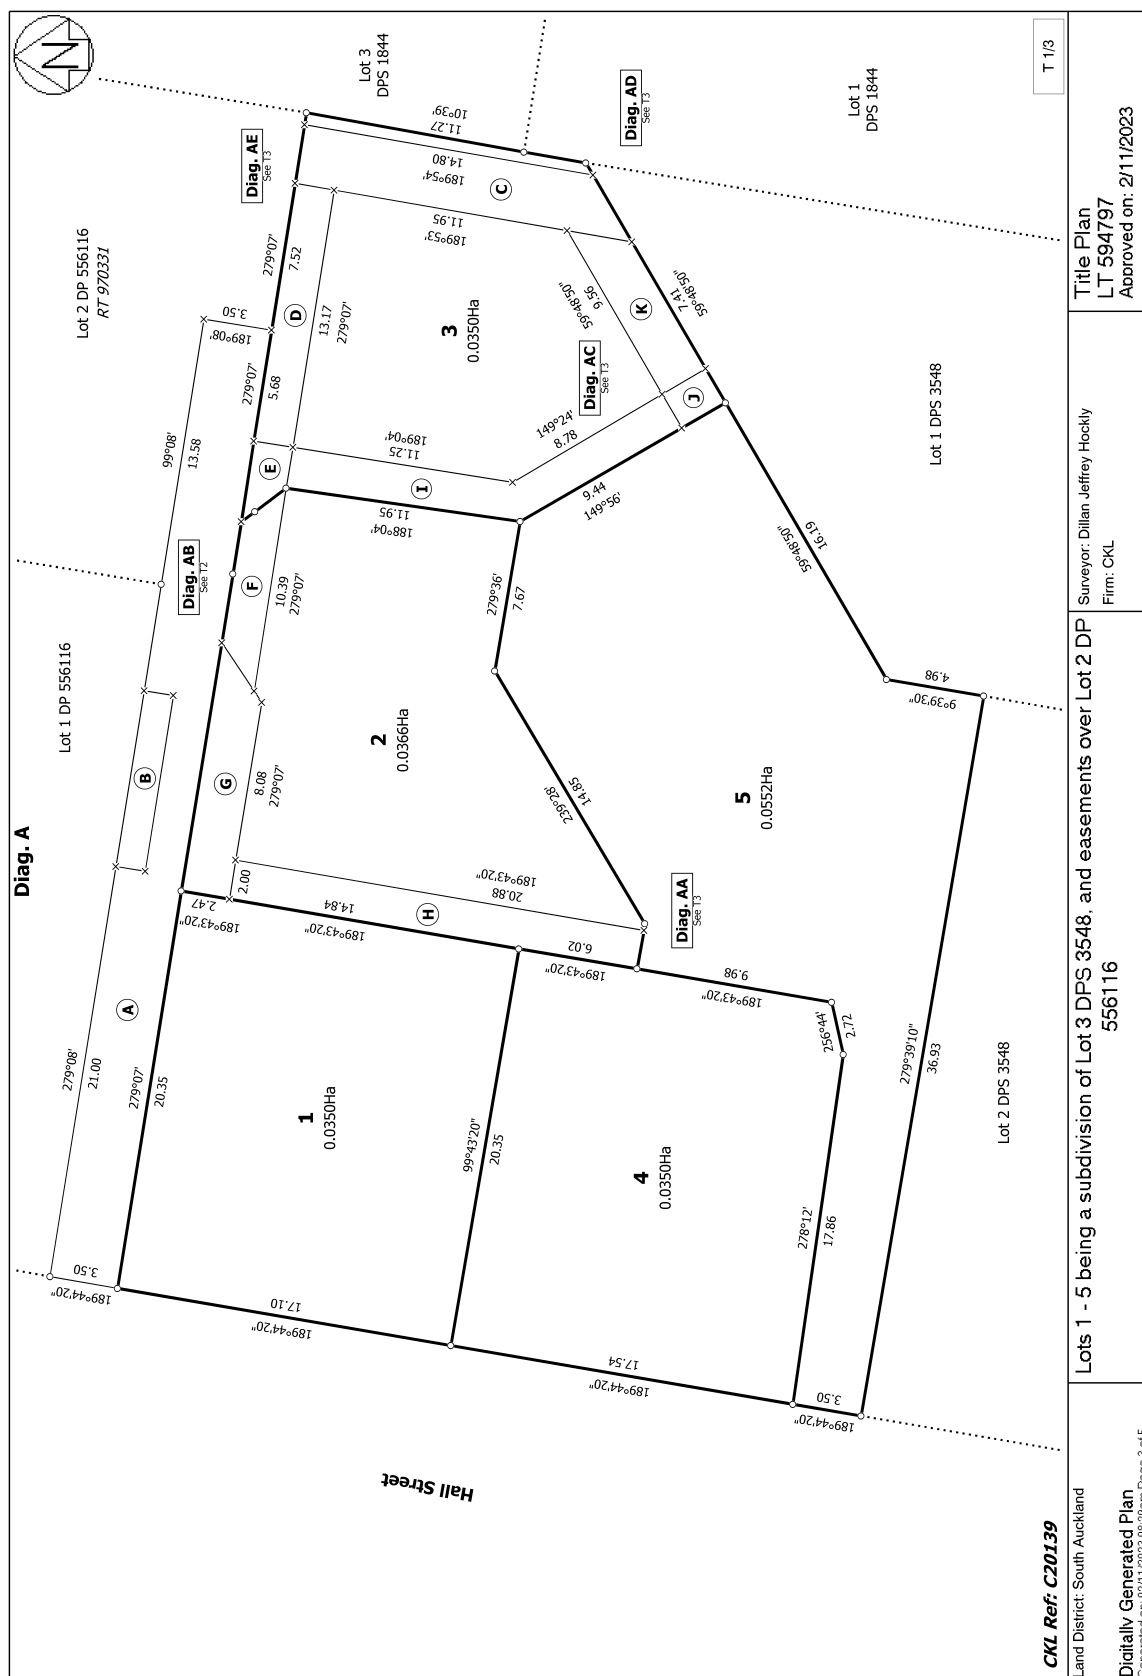 Diag. A
N
T 1/3
Lot 1 DP 556116
Lot 2 DP 556116
RT 970331
Lot 3
DPS 1844
Lot 1
DPS 1844
Lot 1 DPS 3548
Lot 2 DPS 3548
Hall Street
Diag. AB
See T2
Diag. AE
See T3
Diag. AD
See T3
Diag. AC
See T3
Diag. AA
See T3
279°08'
21.00
99°08'
13.58
3.50
189°08'
3.50
189°44'20"
A
B
279°07'
20.35
279°07'
5.68
279°07'
7.52
D
E
F
G
13.17
279°07'
10.39
279°07'
8.08
279°07'
2.00
2.47
189°43'20"
14.84
189°43'20"
H
20.88
189°43'20"
6.02
189°43'20"
9.98
189°43'20"
11.27
10°39'
14.80
189°54'
C
11.95
189°53'
9.56
59°48'50"
K
7.41
59°48'50"
J
149°24'
8.78
11.25
189°04'
I
11.95
188°04'
9.44
149°56'
279°36'
7.67
14.85
239°28'
16.19
59°48'50"
4.98
9°39'30"
279°39'10"
36.93
256°44'
2.72
278°12'
17.86
99°43'20"
20.35
17.10
189°44'20"
17.54
189°44'20"
3.50
189°44'20"
1
0.0350Ha
2
0.0366Ha
3
0.0350Ha
4
0.0350Ha
5
0.0552Ha
CKL Ref: C20139
Land District: South Auckland
Digitally Generated Plan
Lots 1 - 5 being a subdivision of Lot 3 DPS 3548, and easements over Lot 2 DP
556116
Surveyor: Dillan Jeffrey Hockly
Firm: CKL
Title Plan
LT 594797
Approved on: 2/11/2023